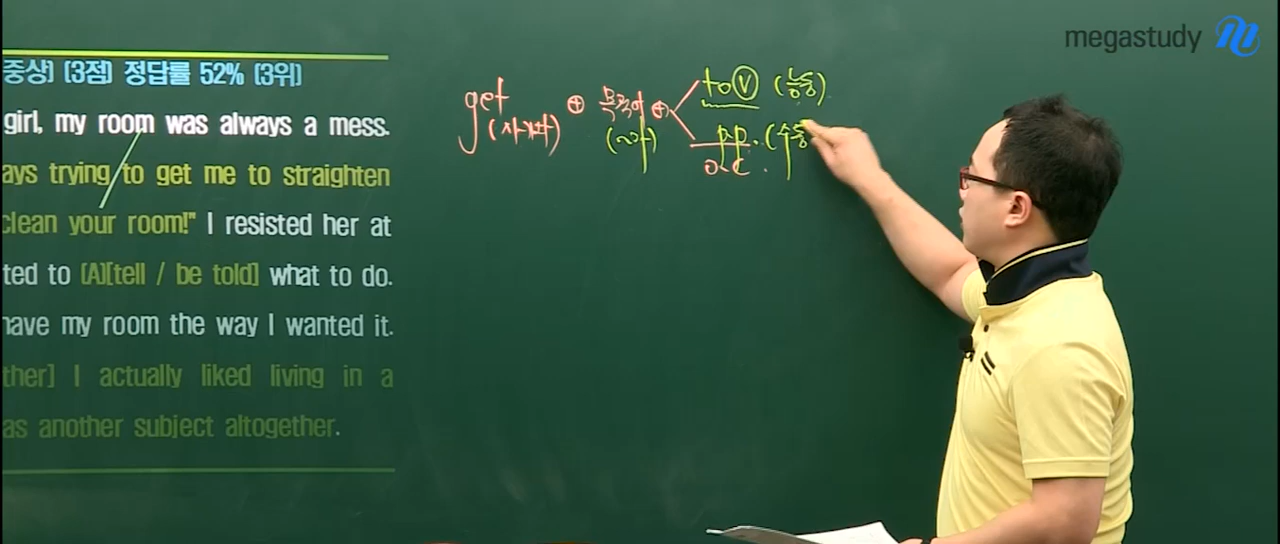 megastudy
중상] [3점] 정답률 52% [3위]
girl, my room was always a mess.
ays trying to get me to straighten
clean your room!" I resisted her at
ted to [A][tell / be told] what to do.
have my room the way I wanted it.
ther] I actually liked living in a
as another subject altogether.
get ⊕ 목적어 ⊕ to V (능동)
(시키다) p.p. (수동
O.C.